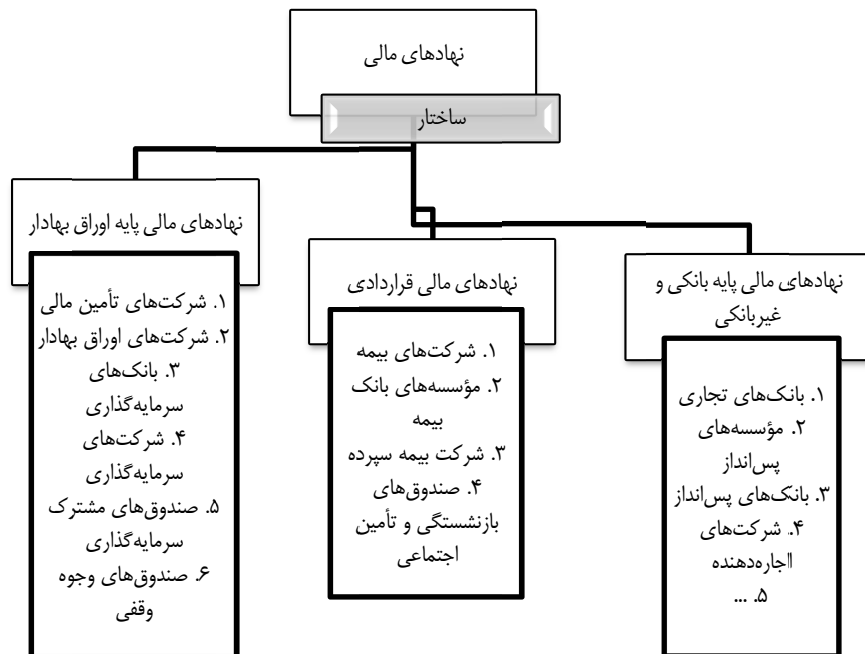 نهادهای مالی
ساختار
نهادهای مالی پایه بانکی و
غیربانکی
۱. بانک‌های تجاری
۲. مؤسسه‌های
پس‌انداز
۳. بانک‌های پس‌انداز
۴. شرکت‌های
اجاره‌دهنده
۵. ...
نهادهای مالی قراردادی
۱. شرکت‌های بیمه
۲. مؤسسه‌های بانک
بیمه
۳. شرکت بیمه سپرده
۴. صندوق‌های
بازنشستگی و تأمین
اجتماعی
نهادهای مالی پایه اوراق بهادار
۱. شرکت‌های تأمین مالی
۲. شرکت‌های اوراق بهادار
۳. بانک‌های
سرمایه‌گذاری
۴. شرکت‌های
سرمایه‌گذاری
۵. صندوق‌های مشترک
سرمایه‌گذاری
۶. صندوق‌های وجوه
وقفی